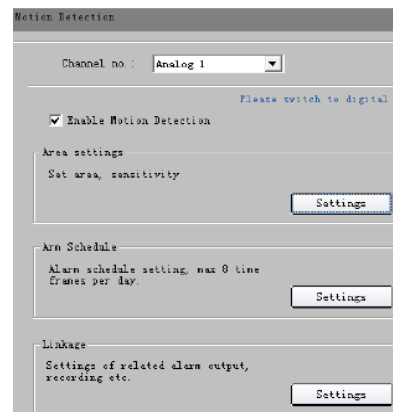 Motion Detection
Channel no.: Analog 1
Please switch to digital
Enable Motion Detection
Area settings
Set area, sensitivity
Settings
Arm Schedule
Alarm schedule setting, max 8 time
frames per day.
Settings
Linkage
Settings of related alarm output,
recording etc.
Settings